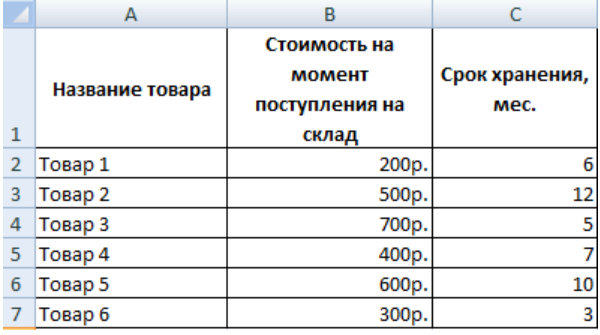 A B C
1 Название товара Стоимость на момент поступления на склад Срок хранения, мес.
2 Товар 1 200р. 6
3 Товар 2 500р. 12
4 Товар 3 700р. 5
5 Товар 4 400р. 7
6 Товар 5 600р. 10
7 Товар 6 300р. 3